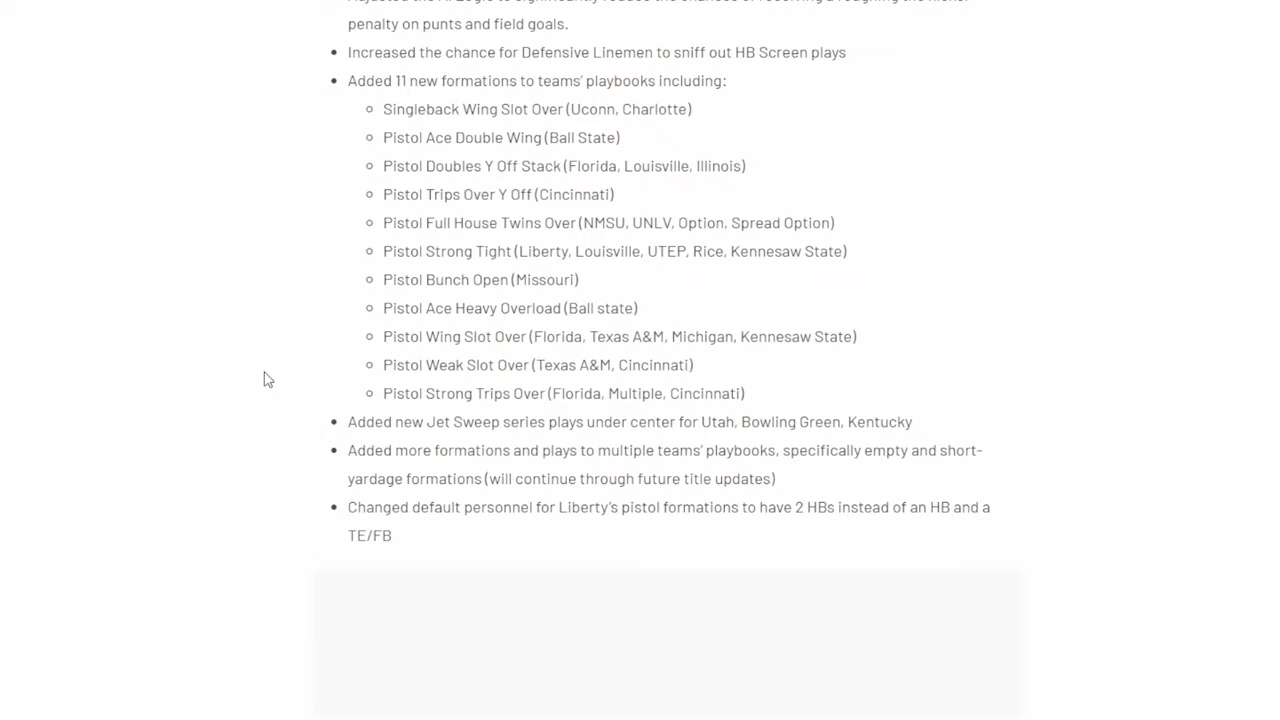 penalty on punts and field goals.
Increased the chance for Defensive Linemen to sniff out HB Screen plays
Added 11 new formations to teams' playbooks including:
Singleback Wing Slot Over (Uconn, Charlotte)
Pistol Ace Double Wing (Ball State)
Pistol Doubles Y Off Stack (Florida, Louisville, Illinois)
Pistol Trips Over Y Off (Cincinnati)
Pistol Full House Twins Over (NMSU, UNLV, Option, Spread Option)
Pistol Strong Tight (Liberty, Louisville, UTEP, Rice, Kennesaw State)
Pistol Bunch Open (Missouri)
Pistol Ace Heavy Overload (Ball state)
Pistol Wing Slot Over (Florida, Texas A&M, Michigan, Kennesaw State)
Pistol Weak Slot Over (Texas A&M, Cincinnati)
Pistol Strong Trips Over (Florida, Multiple, Cincinnati)
Added new Jet Sweep series plays under center for Utah, Bowling Green, Kentucky
Added more formations and plays to multiple teams' playbooks, specifically empty and short-
yardage formations (will continue through future title updates)
Changed default personnel for Liberty's pistol formations to have 2 HBs instead of an HB and a
TE/FB